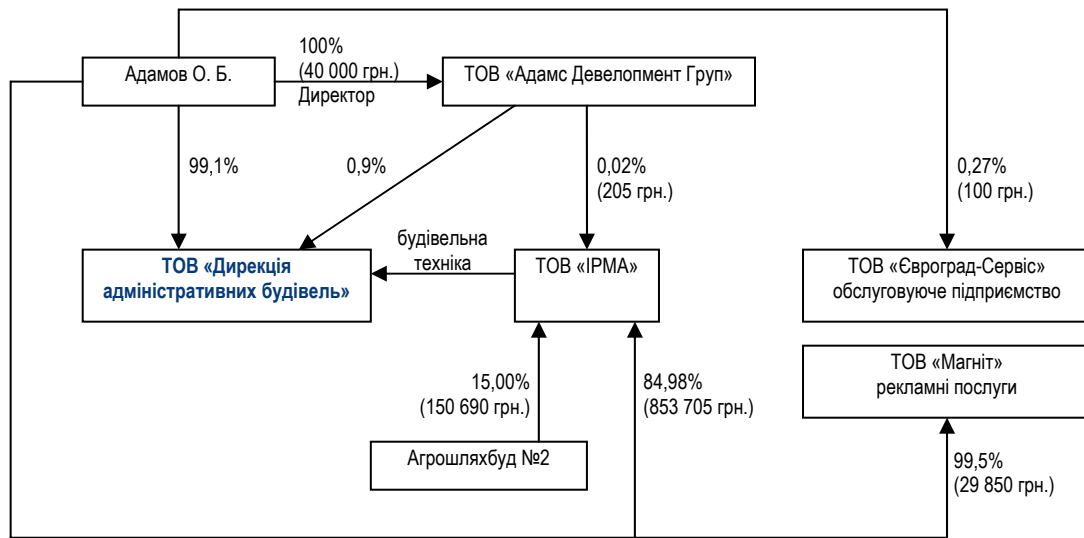 Адамов О. Б.
100%
(40 000 грн.)
Директор
ТОВ «Адамс Девелопмент Груп»
99,1%
0,9%
0,02%
(205 грн.)
0,27%
(100 грн.)
ТОВ «Дирекція
адміністративних будівель»
будівельна
техніка
ТОВ «ІРМА»
ТОВ «Євроград-Сервіс»
обслуговуюче підприємство
ТОВ «Магніт»
рекламні послуги
15,00%
(150 690 грн.)
84,98%
(853 705 грн.)
Агрошляхбуд №2
99,5%
(29 850 грн.)